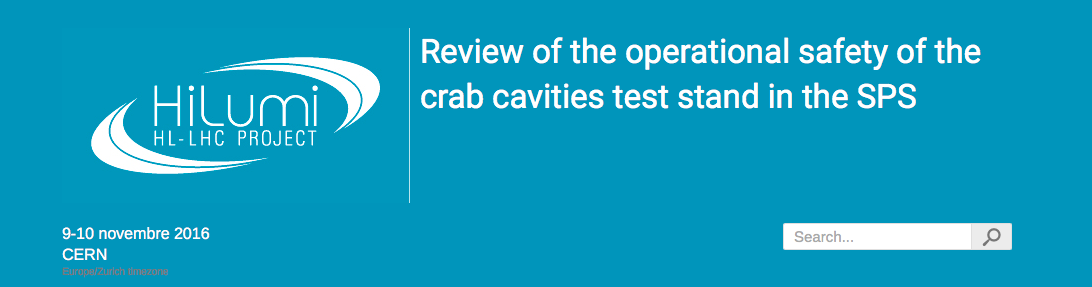 Review of the operational safety of the
crab cavities test stand in the SPS
HiLumi
HL-LHC PROJECT
9-10 novembre 2016
CERN
Europe/Zurich timezone
Search...